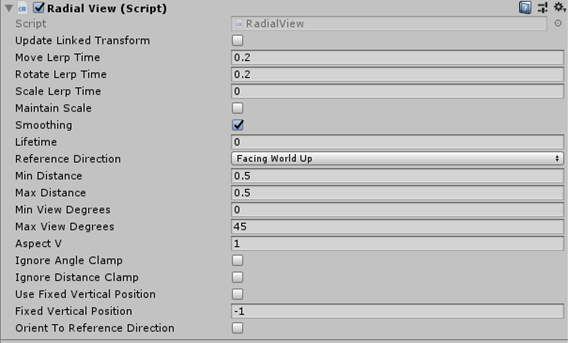 Radial View (Script)
Script RadialView
Update Linked Transform
Move Lerp Time 0.2
Rotate Lerp Time 0.2
Scale Lerp Time 0
Maintain Scale
Smoothing
Lifetime 0
Reference Direction Facing World Up
Min Distance 0.5
Max Distance 0.5
Min View Degrees 0
Max View Degrees 45
Aspect V 1
Ignore Angle Clamp
Ignore Distance Clamp
Use Fixed Vertical Position
Fixed Vertical Position -1
Orient To Reference Direction